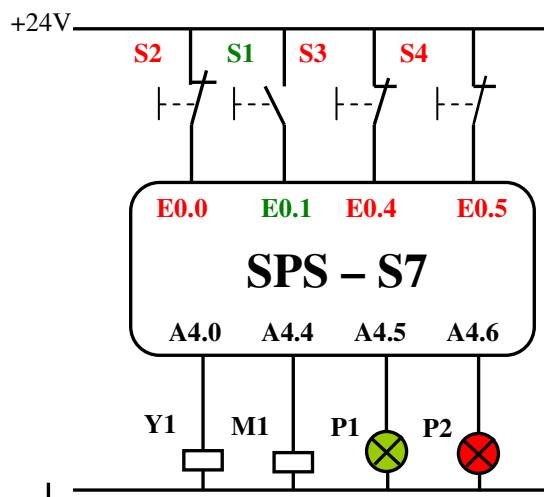 +24V
S2 S1 S3 S4
E0.0 E0.1 E0.4 E0.5
SPS – S7
A4.0 A4.4 A4.5 A4.6
Y1 M1 P1 P2